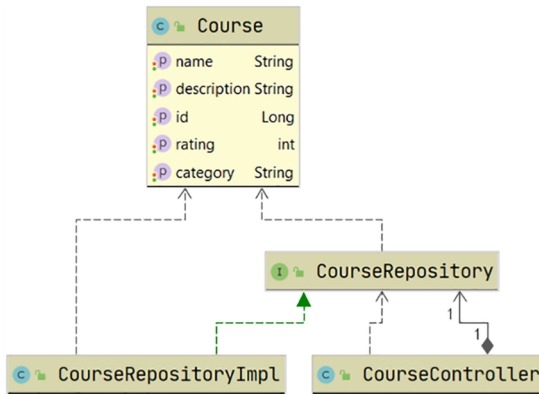 C Course
p name String
p description String
p id Long
p rating int
p category String
I CourseRepository
1
1
C CourseRepositoryImpl
C CourseController